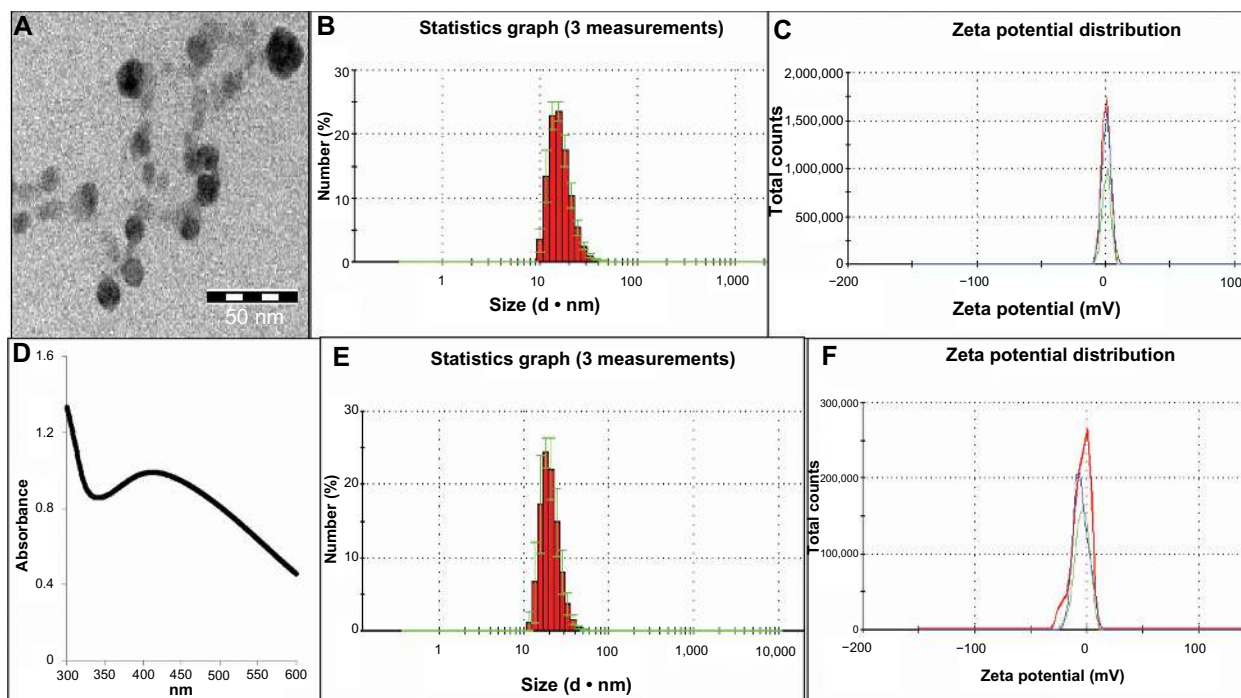 A
50 nm
B
Statistics graph (3 measurements)
Number (%)
30
20
10
0
1
10
100
1,000
Size (d • nm)
C
Zeta potential distribution
Total counts
2,000,000
1,500,000
1,000,000
500,000
0
−200
−100
0
100
Zeta potential (mV)
D
Absorbance
1.6
1.2
0.8
0.4
0
300
350
400
450
500
550
600
nm
E
Statistics graph (3 measurements)
Number (%)
30
20
10
0
1
10
100
1,000
10,000
Size (d • nm)
F
Zeta potential distribution
Total counts
300,000
200,000
100,000
0
−200
−100
0
100
Zeta potential (mV)